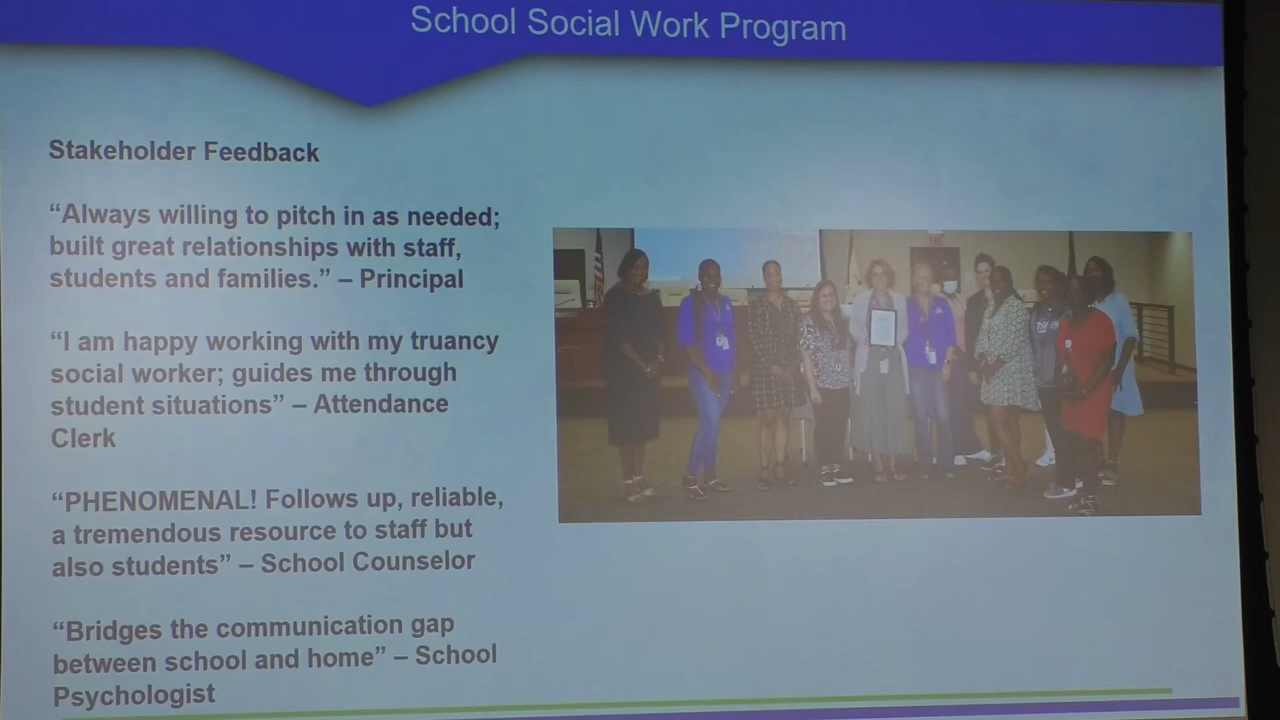 School Social Work Program
Stakeholder Feedback
“Always willing to pitch in as needed;
built great relationships with staff,
students and families.” – Principal
“I am happy working with my truancy
social worker; guides me through
student situations” – Attendance
Clerk
“PHENOMENAL! Follows up, reliable,
a tremendous resource to staff but
also students” – School Counselor
“Bridges the communication gap
between school and home” – School
Psychologist